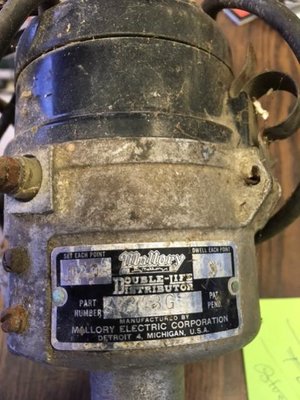 SET EACH POINT
Mallory
DWELL EACH POINT
DOUBLE-LIFE
DISTRIBUTOR
PART
NUMBER
PAT.
PEND.
MANUFACTURED BY
MALLORY ELECTRIC CORPORATION
DETROIT 4, MICHIGAN, U.S.A.